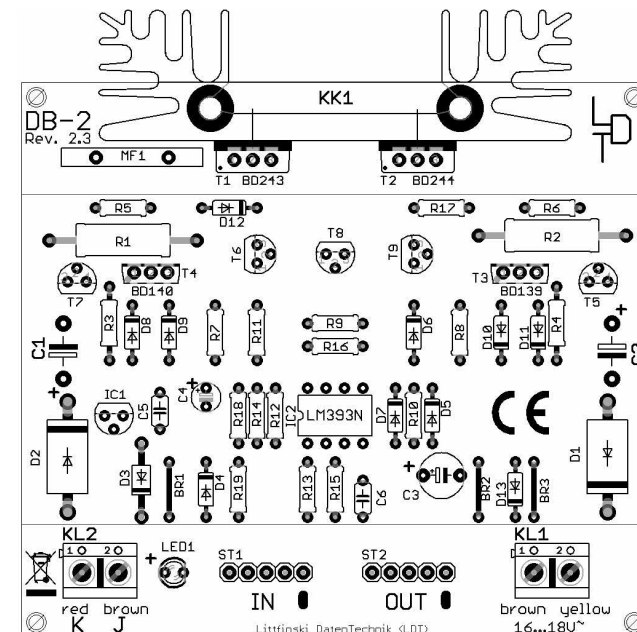 KK1
DB-2
Rev. 2.3
MF1
T1 BD243
T2 BD244
R5
D12
R17
R6
R1
T6
T8
T9
R2
T7
T4
BD140
T3
BD139
T5
C1
R3
D8
D9
R7
R11
R9
R16
D6
R8
D10
D11
R4
IC1
C5
C4
R18
R14
R12
IC2
LM393N
D7
R10
D5
CE
D2
D3
BR1
D4
R19
R13
R15
C6
C3
BR2
D13
BR3
D1
KL2
1 2
LED1
ST1
ST2
KL1
1 2
IN
OUT
red brown
K J
brown yellow
16...18V~
Littfinski DatenTechnik (LDT)